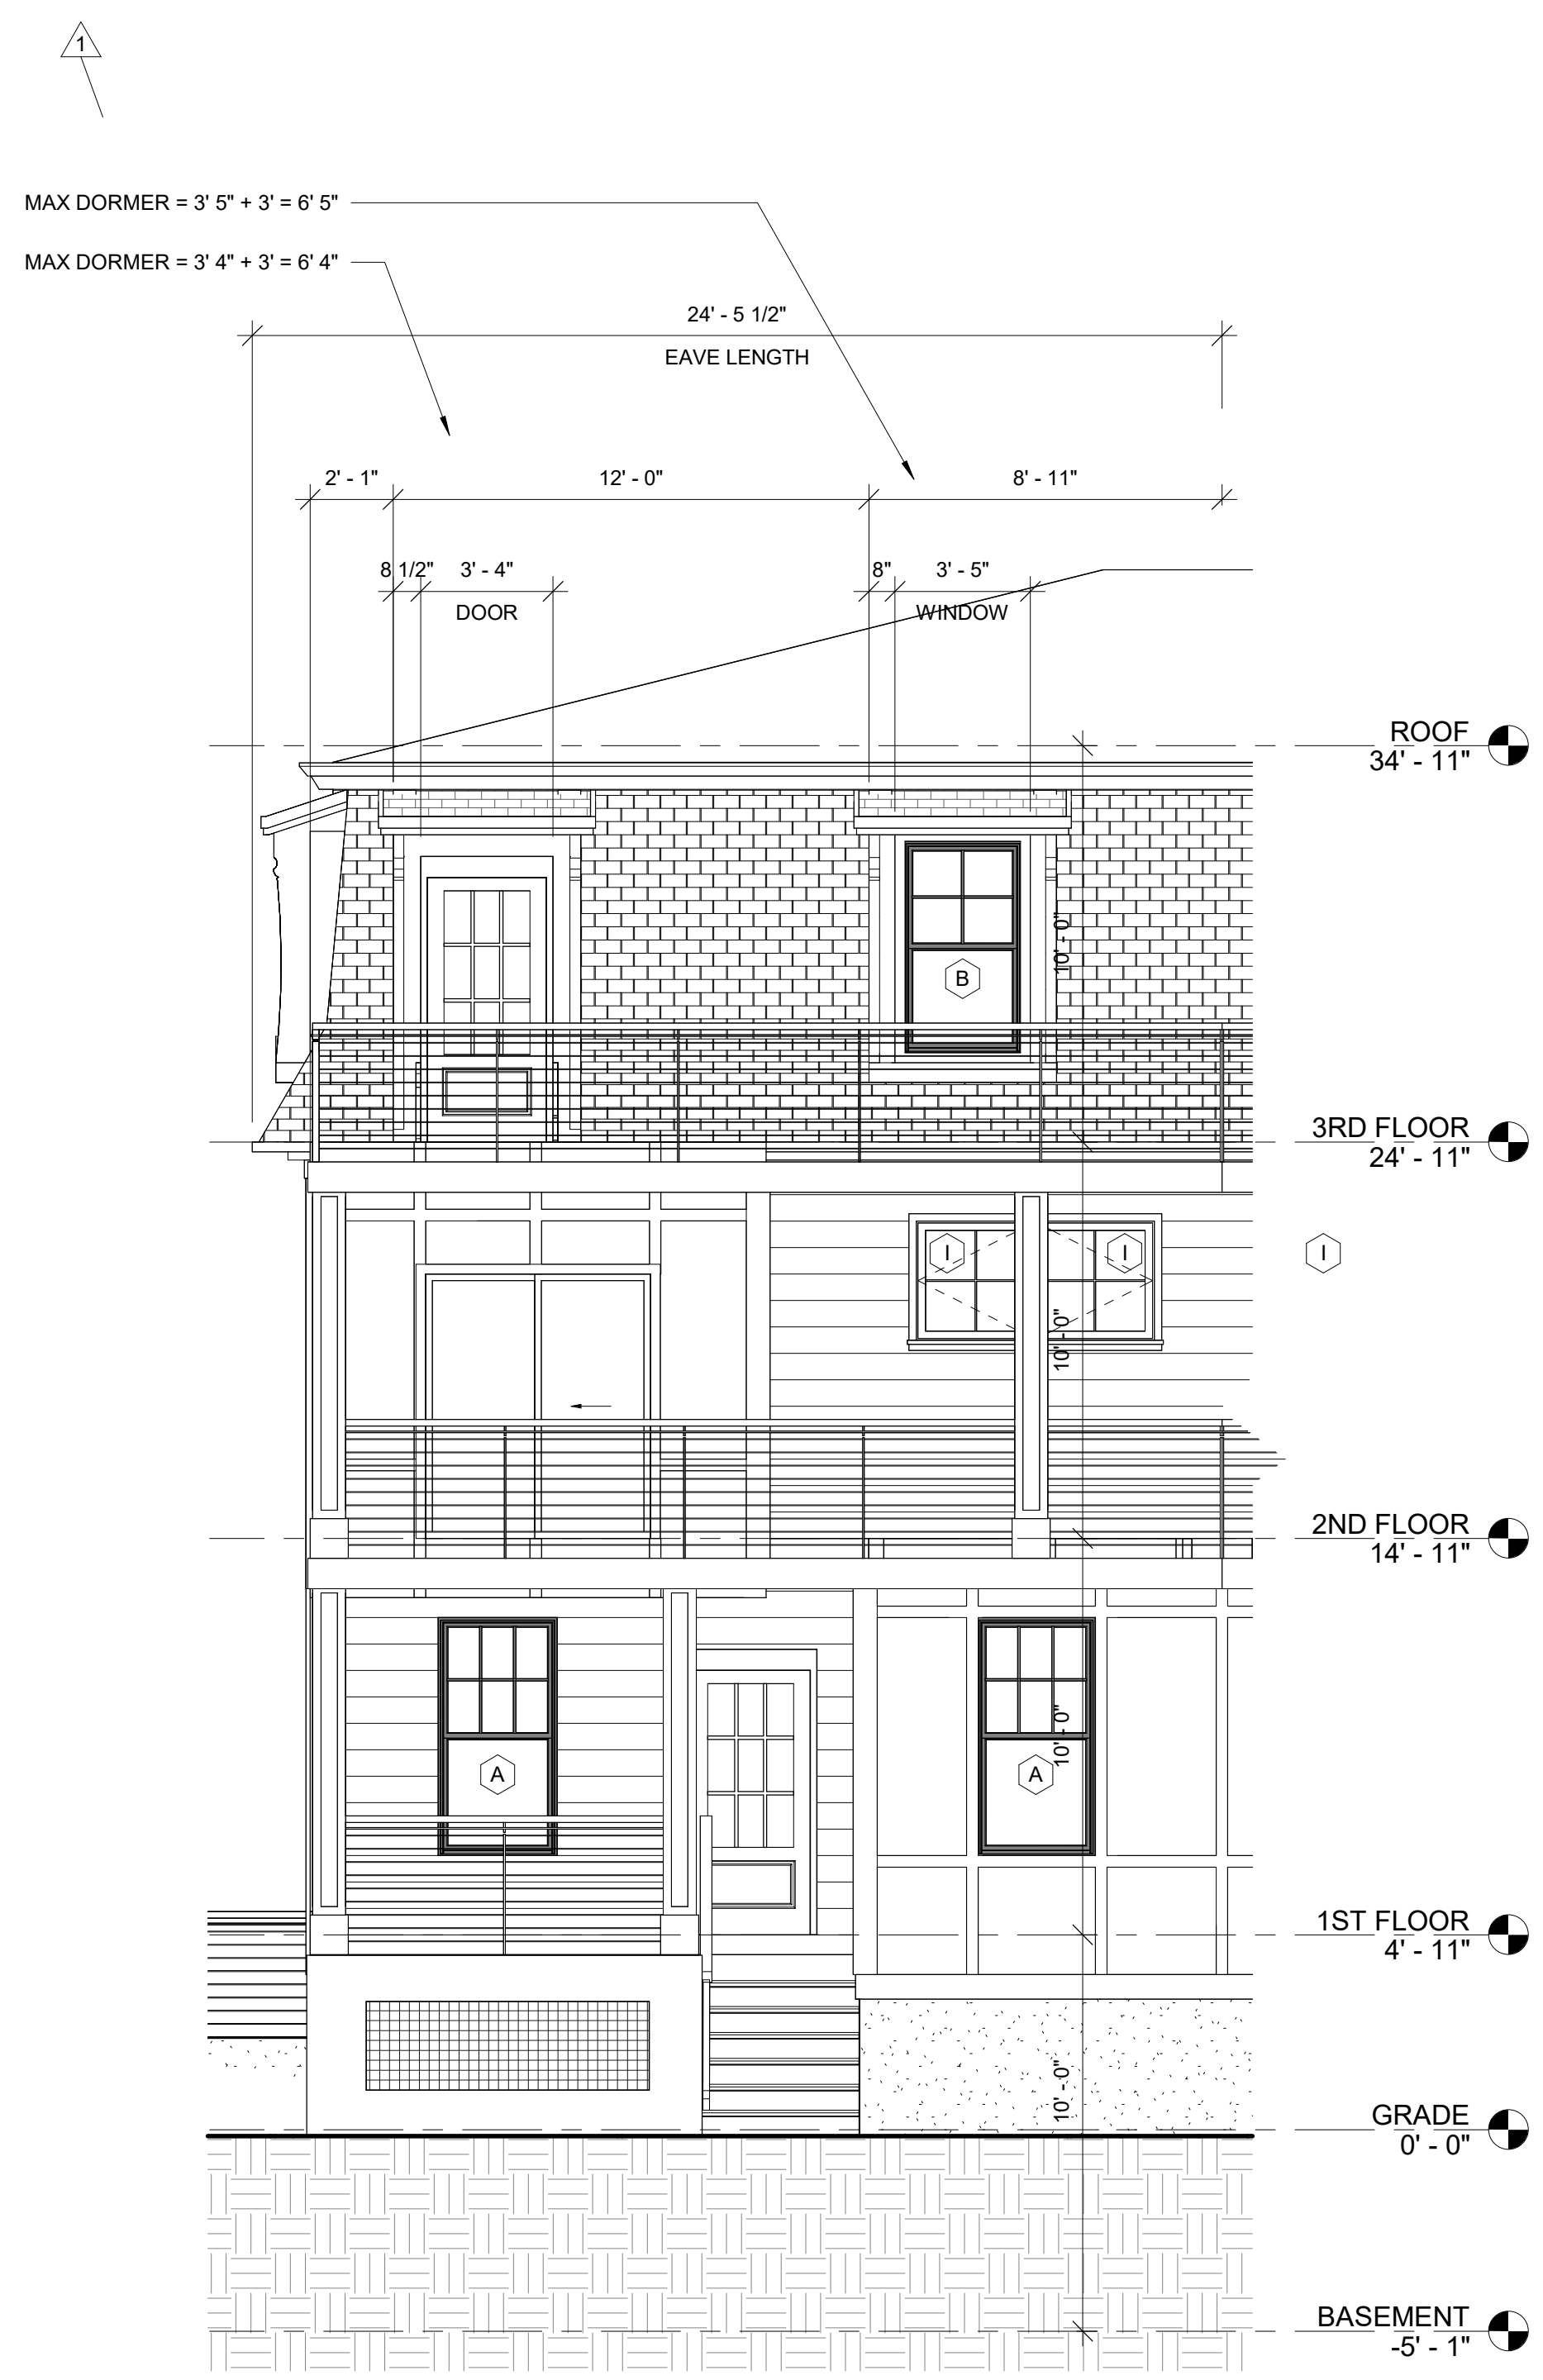 1
MAX DORMER = 3' 5" + 3' = 6' 5"
MAX DORMER = 3' 4" + 3' = 6' 4"
24' - 5 1/2"
EAVE LENGTH
2' - 1"
12' - 0"
8' - 11"
8 1/2"
3' - 4"
8"
3' - 5"
DOOR
WINDOW
ROOF
34' - 11"
10' - 0"
B
3RD FLOOR
24' - 11"
I
I
I
10' - 0"
2ND FLOOR
14' - 11"
10' - 0"
A
A
1ST FLOOR
4' - 11"
10' - 0"
GRADE
0' - 0"
BASEMENT
-5' - 1"